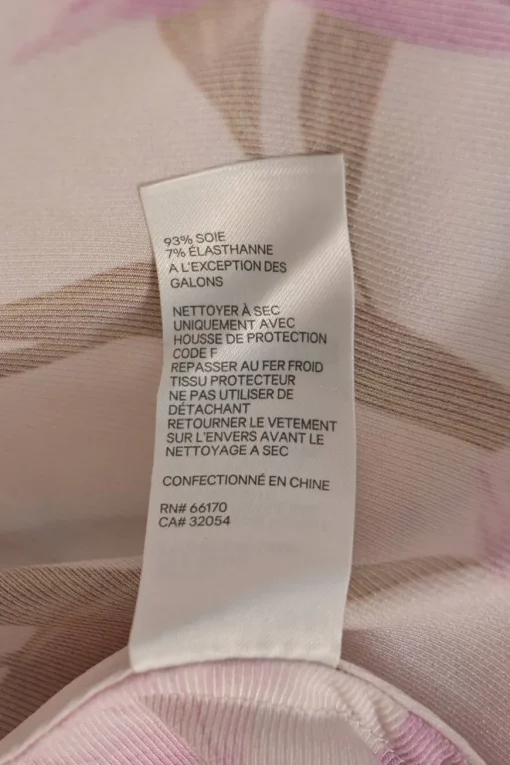 93% SOIE
7% ÉLASTHANNE
A L'EXCEPTION DES
GALONS
NETTOYER À SEC
UNIQUEMENT AVEC
HOUSSE DE PROTECTION
CODE F
REPASSER AU FER FROID
TISSU PROTECTEUR
NE PAS UTILISER DE
DÉTACHANT
RETOURNER LE VETEMENT
SUR L'ENVERS AVANT LE
NETTOYAGE A SEC
CONFECTIONNÉ EN CHINE
RN# 66170
CA# 32054